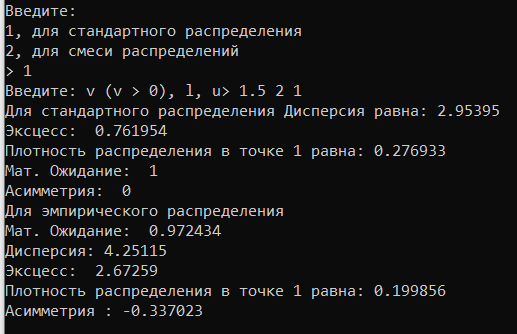 Введите:
1, для стандартного распределения
2, для смеси распределений
> 1
Введите: v (v > 0), l, u> 1.5 2 1
Для стандартного распределения Дисперсия равна: 2.95395
Эксцесс:  0.761954
Плотность распределения в точке 1 равна: 0.276933
Мат. Ожидание:  1
Асимметрия:  0
Для эмпирического распределения
Мат. Ожидание:  0.972434
Дисперсия: 4.25115
Эксцесс:  2.67259
Плотность распределения в точке 1 равна: 0.199856
Асимметрия : -0.337023